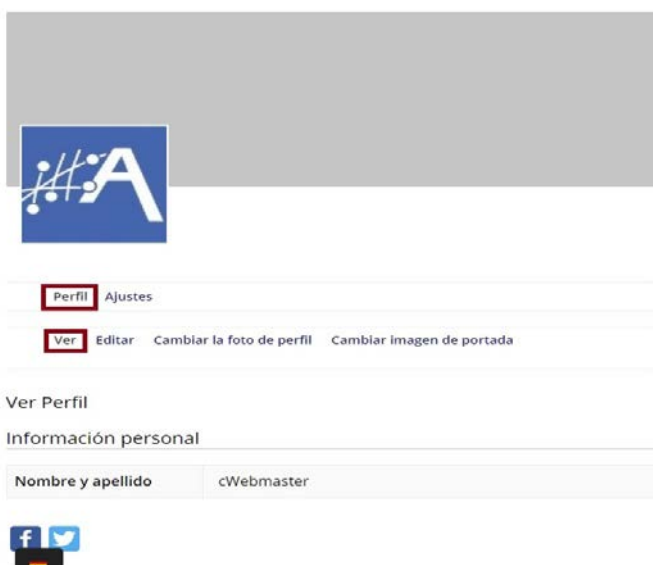 A
Perfil Ajustes
Ver Editar Cambiar la foto de perfil Cambiar imagen de portada
Ver Perfil
Información personal
Nombre y apellido cWebmaster
f